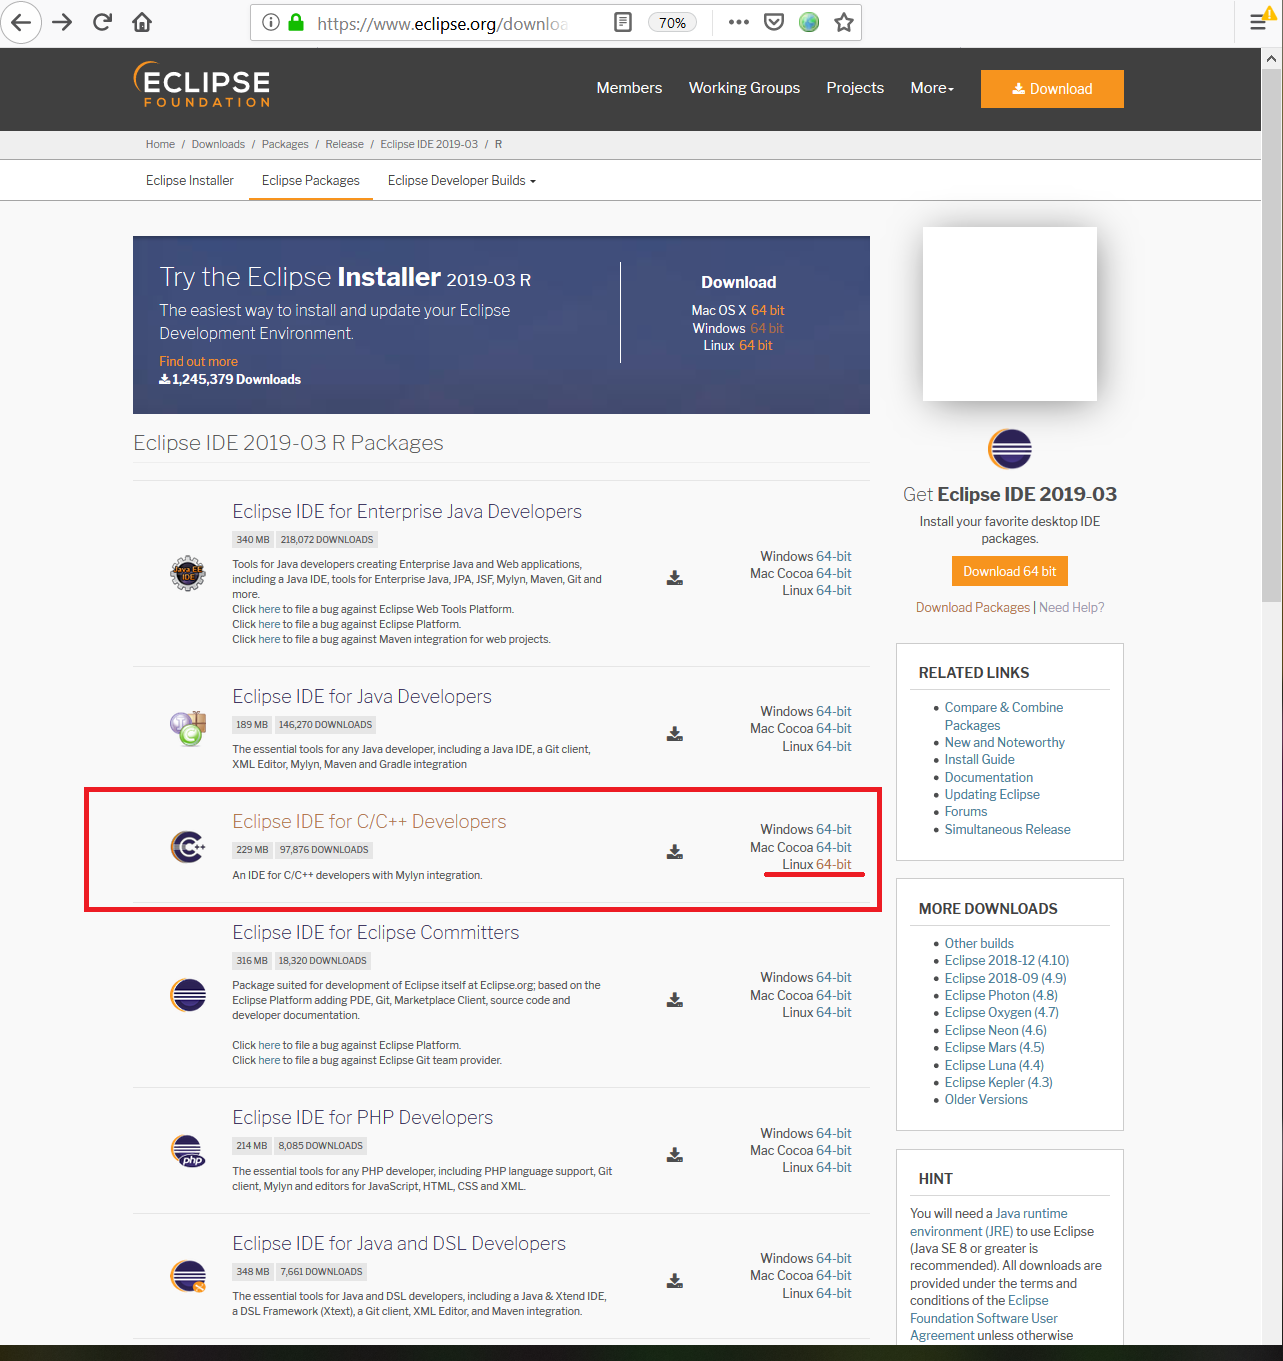 https://www.eclipse.org/downloa
70%
ECLIPSE
FOUNDATION
Members
Working Groups
Projects
More
Download
Home / Downloads / Packages / Release / Eclipse IDE 2019-03 / R
Eclipse Installer
Eclipse Packages
Eclipse Developer Builds
Try the Eclipse Installer 2019-03 R
The easiest way to install and update your Eclipse
Development Environment.
Find out more
1,245,379 Downloads
Download
Mac OS X 64 bit
Windows 64 bit
Linux 64 bit
Eclipse IDE 2019-03 R Packages
Eclipse IDE for Enterprise Java Developers
340 MB 218,072 DOWNLOADS
Java EE
IDE
Tools for Java developers creating Enterprise Java and Web applications,
including a Java IDE, tools for Enterprise Java, JPA, JSF, Mylyn, Maven, Git and
more.
Click here to file a bug against Eclipse Web Tools Platform.
Click here to file a bug against Eclipse Platform.
Click here to file a bug against Maven integration for web projects.
Windows 64-bit
Mac Cocoa 64-bit
Linux 64-bit
Eclipse IDE for Java Developers
189 MB 146,270 DOWNLOADS
The essential tools for any Java developer, including a Java IDE, a Git client,
XML Editor, Mylyn, Maven and Gradle integration
Windows 64-bit
Mac Cocoa 64-bit
Linux 64-bit
Eclipse IDE for C/C++ Developers
229 MB 97,876 DOWNLOADS
C++
An IDE for C/C++ developers with Mylyn integration.
Windows 64-bit
Mac Cocoa 64-bit
Linux 64-bit
Eclipse IDE for Eclipse Committers
316 MB 18,320 DOWNLOADS
Package suited for development of Eclipse itself at Eclipse.org; based on the
Eclipse Platform adding PDE, Git, Marketplace Client, source code and
developer documentation.
Click here to file a bug against Eclipse Platform.
Click here to file a bug against Eclipse Git team provider.
Windows 64-bit
Mac Cocoa 64-bit
Linux 64-bit
Eclipse IDE for PHP Developers
214 MB 8,085 DOWNLOADS
php
The essential tools for any PHP developer, including PHP language support, Git
client, Mylyn and editors for JavaScript, HTML, CSS and XML.
Windows 64-bit
Mac Cocoa 64-bit
Linux 64-bit
Eclipse IDE for Java and DSL Developers
348 MB 7,661 DOWNLOADS
The essential tools for Java and DSL developers, including a Java & Xtend IDE,
a DSL Framework (Xtext), a Git client, XML Editor, and Maven integration.
Windows 64-bit
Mac Cocoa 64-bit
Linux 64-bit
Get Eclipse IDE 2019-03
Install your favorite desktop IDE
packages.
Download 64 bit
Download Packages | Need Help?
RELATED LINKS
Compare & Combine
Packages
New and Noteworthy
Install Guide
Documentation
Updating Eclipse
Forums
Simultaneous Release
MORE DOWNLOADS
Other builds
Eclipse 2018-12 (4.10)
Eclipse 2018-09 (4.9)
Eclipse Photon (4.8)
Eclipse Oxygen (4.7)
Eclipse Neon (4.6)
Eclipse Mars (4.5)
Eclipse Luna (4.4)
Eclipse Kepler (4.3)
Older Versions
HINT
You will need a Java runtime
environment (JRE) to use Eclipse
(Java SE 8 or greater is
recommended). All downloads are
provided under the terms and
conditions of the Eclipse
Foundation Software User
Agreement unless otherwise